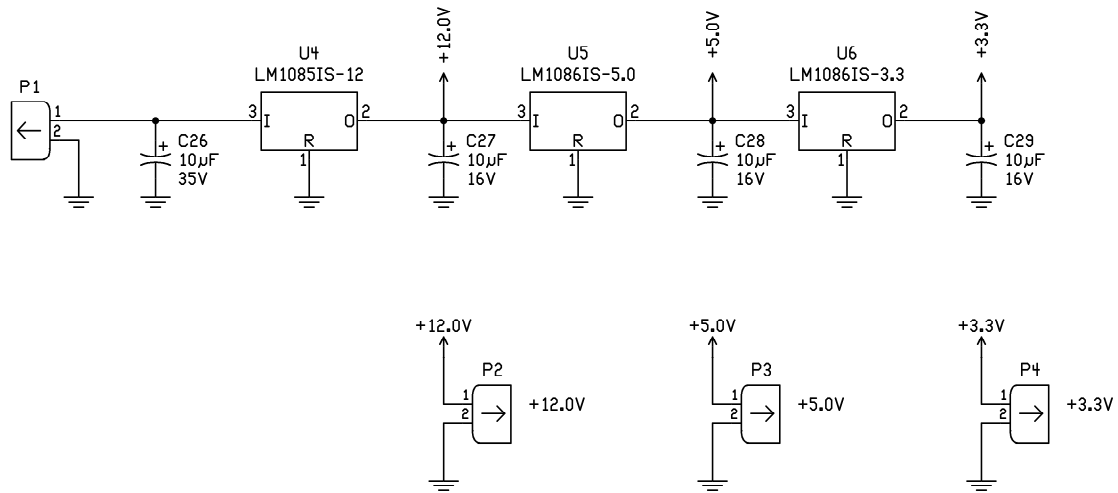 +12.0V
+5.0V
+3.3V
U4
LM1085IS-12
U5
LM1086IS-5.0
U6
LM1086IS-3.3
P1
1
2
3
I
O
2
R
1
3
I
O
2
R
1
3
I
O
2
R
1
C26
10µF
35V
+
C27
10µF
16V
+
C28
10µF
16V
+
C29
10µF
16V
+
+12.0V
P2
1
2
+12.0V
+5.0V
P3
1
2
+5.0V
+3.3V
P4
1
2
+3.3V